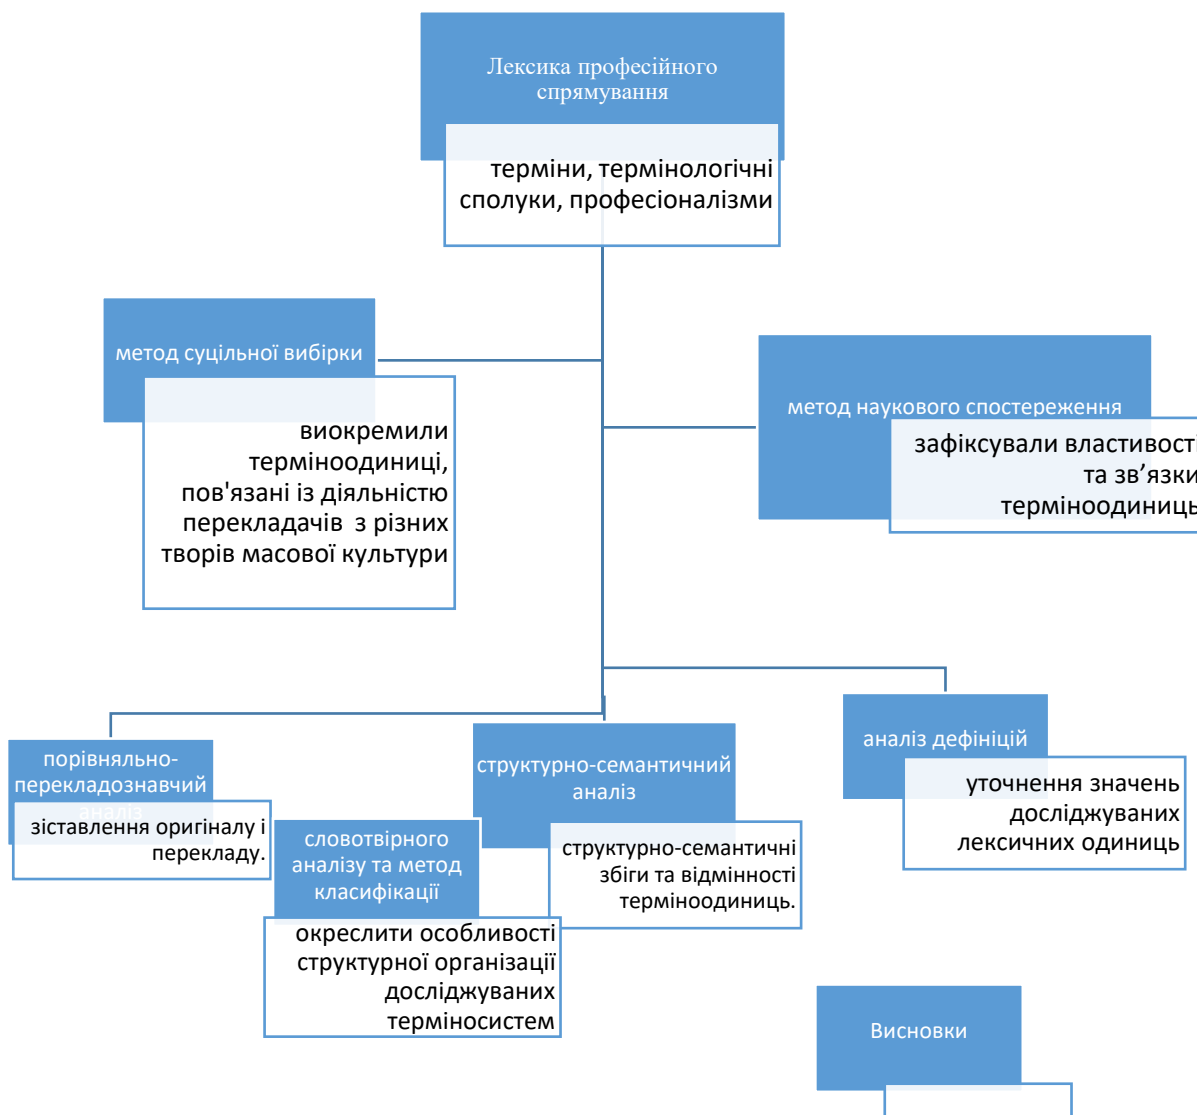 Лексика професійного
спрямування
терміни, термінологічні
сполуки, професіоналізми
метод суцільної вибірки
виокремили
терміноодиниці,
пов'язані із діяльністю
перекладачів з різних
творів масової культури
метод наукового спостереження
зафіксували властивості
та зв’язки
терміноодиниць
порівняльно-
перекладознавчий
аналіз
зіставлення оригіналу і
перекладу.
словотвірного
аналізу та метод
класифікації
окреслити особливості
структурної організації
досліджуваних
терміносистем
структурно-семантичний
аналіз
структурно-семантичні
збіги та відмінності
терміноодиниць.
аналіз дефініцій
уточнення значень
досліджуваних
лексичних одиниць
Висновки